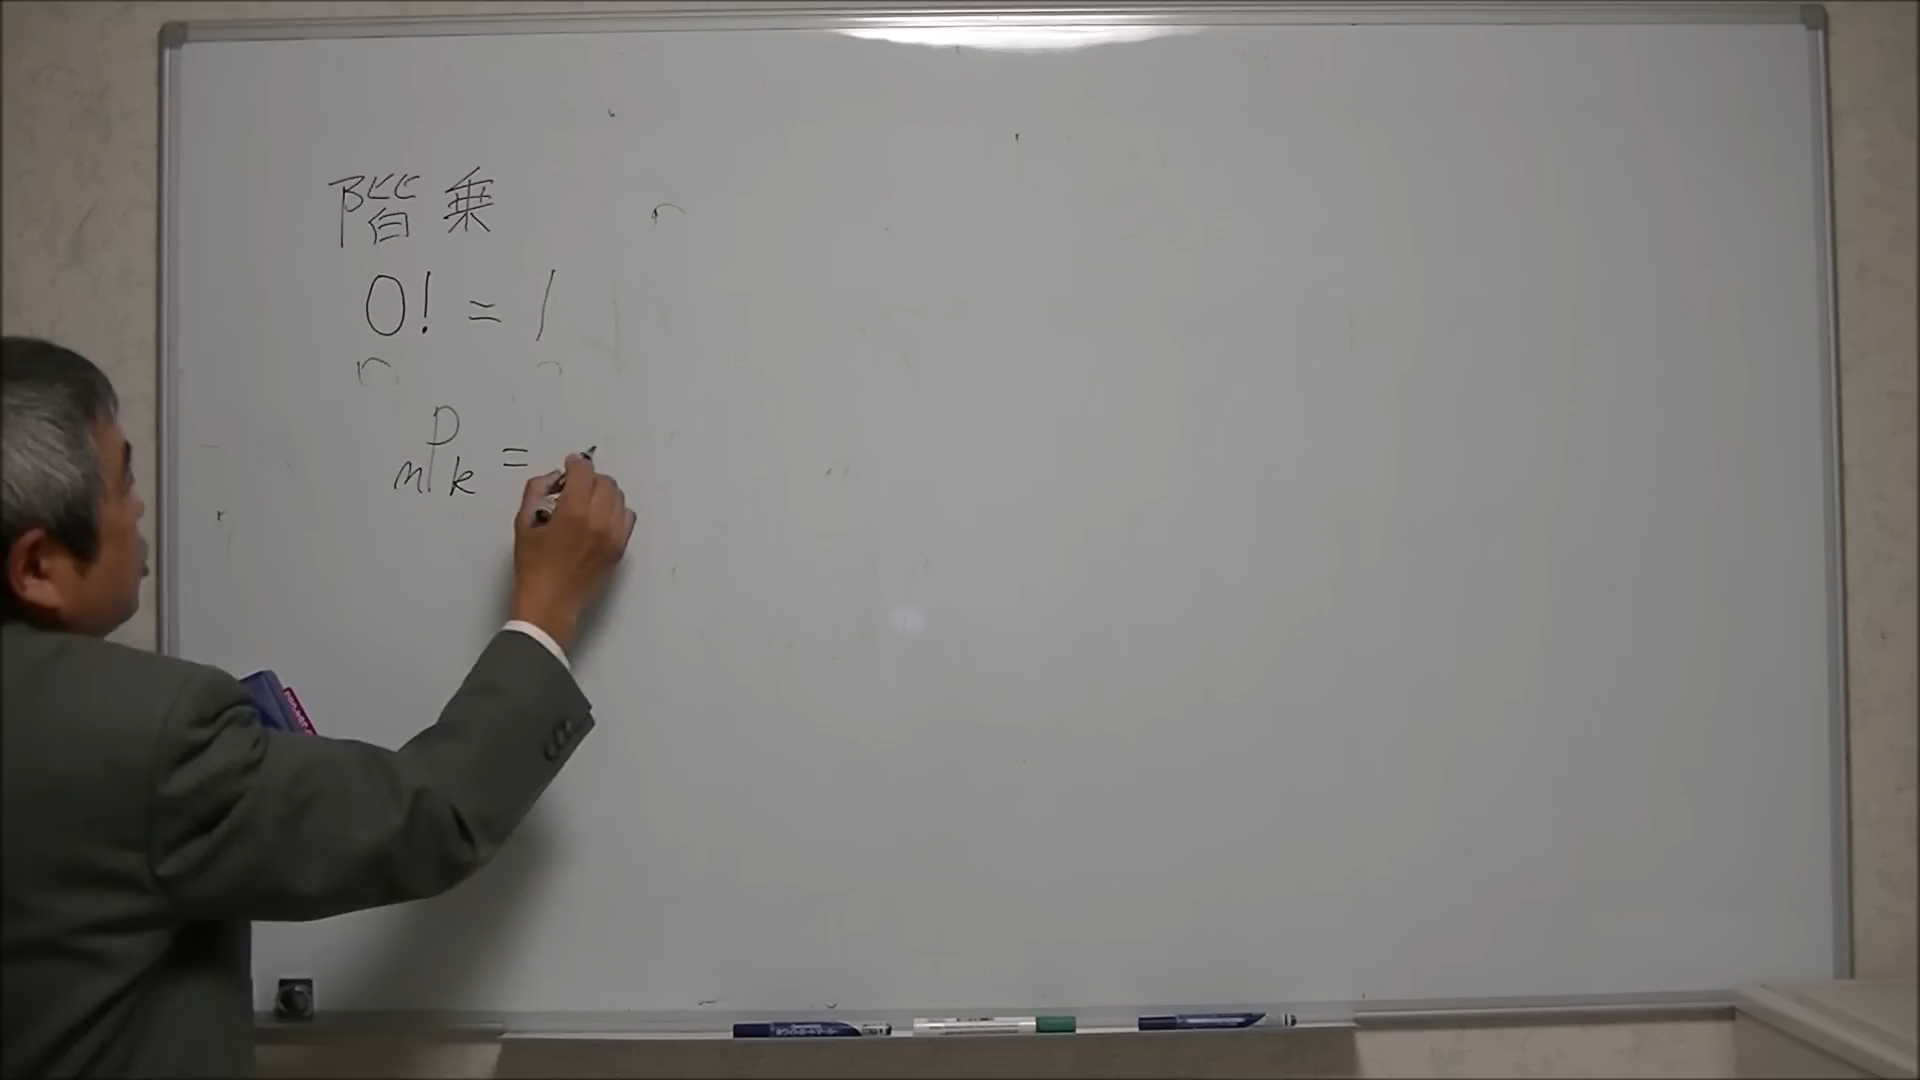 階乗
0! = 1
nPk =